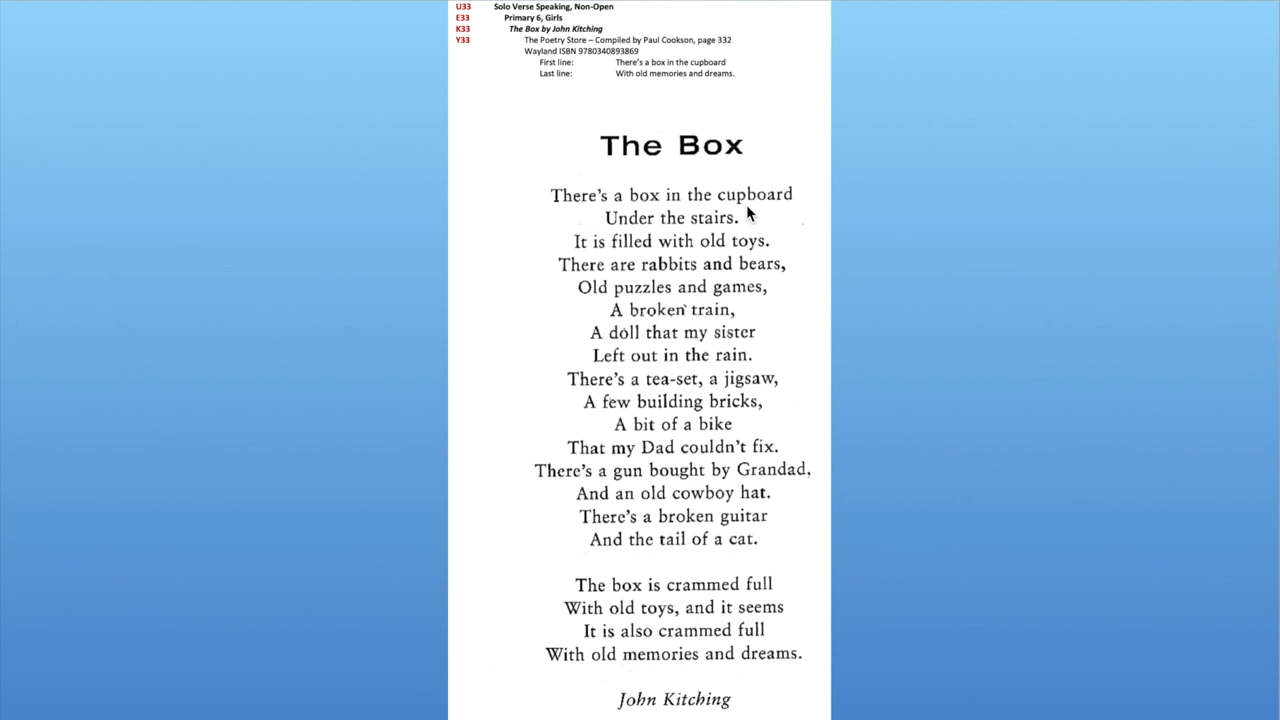 U33 Solo Verse Speaking, Non-Open
E33 Primary 6, Girls
K33 The Box by John Kitching
Y33 The Poetry Store – Compiled by Paul Cookson, page 332
Wayland ISBN 9780340893869
First line: There's a box in the cupboard
Last line: With old memories and dreams.
The Box
There's a box in the cupboard
Under the stairs.
It is filled with old toys.
There are rabbits and bears,
Old puzzles and games,
A broken train,
A doll that my sister
Left out in the rain.
There's a tea-set, a jigsaw,
A few building bricks,
A bit of a bike
That my Dad couldn't fix.
There's a gun bought by Grandad,
And an old cowboy hat.
There's a broken guitar
And the tail of a cat.
The box is crammed full
With old toys, and it seems
It is also crammed full
With old memories and dreams.
John Kitching